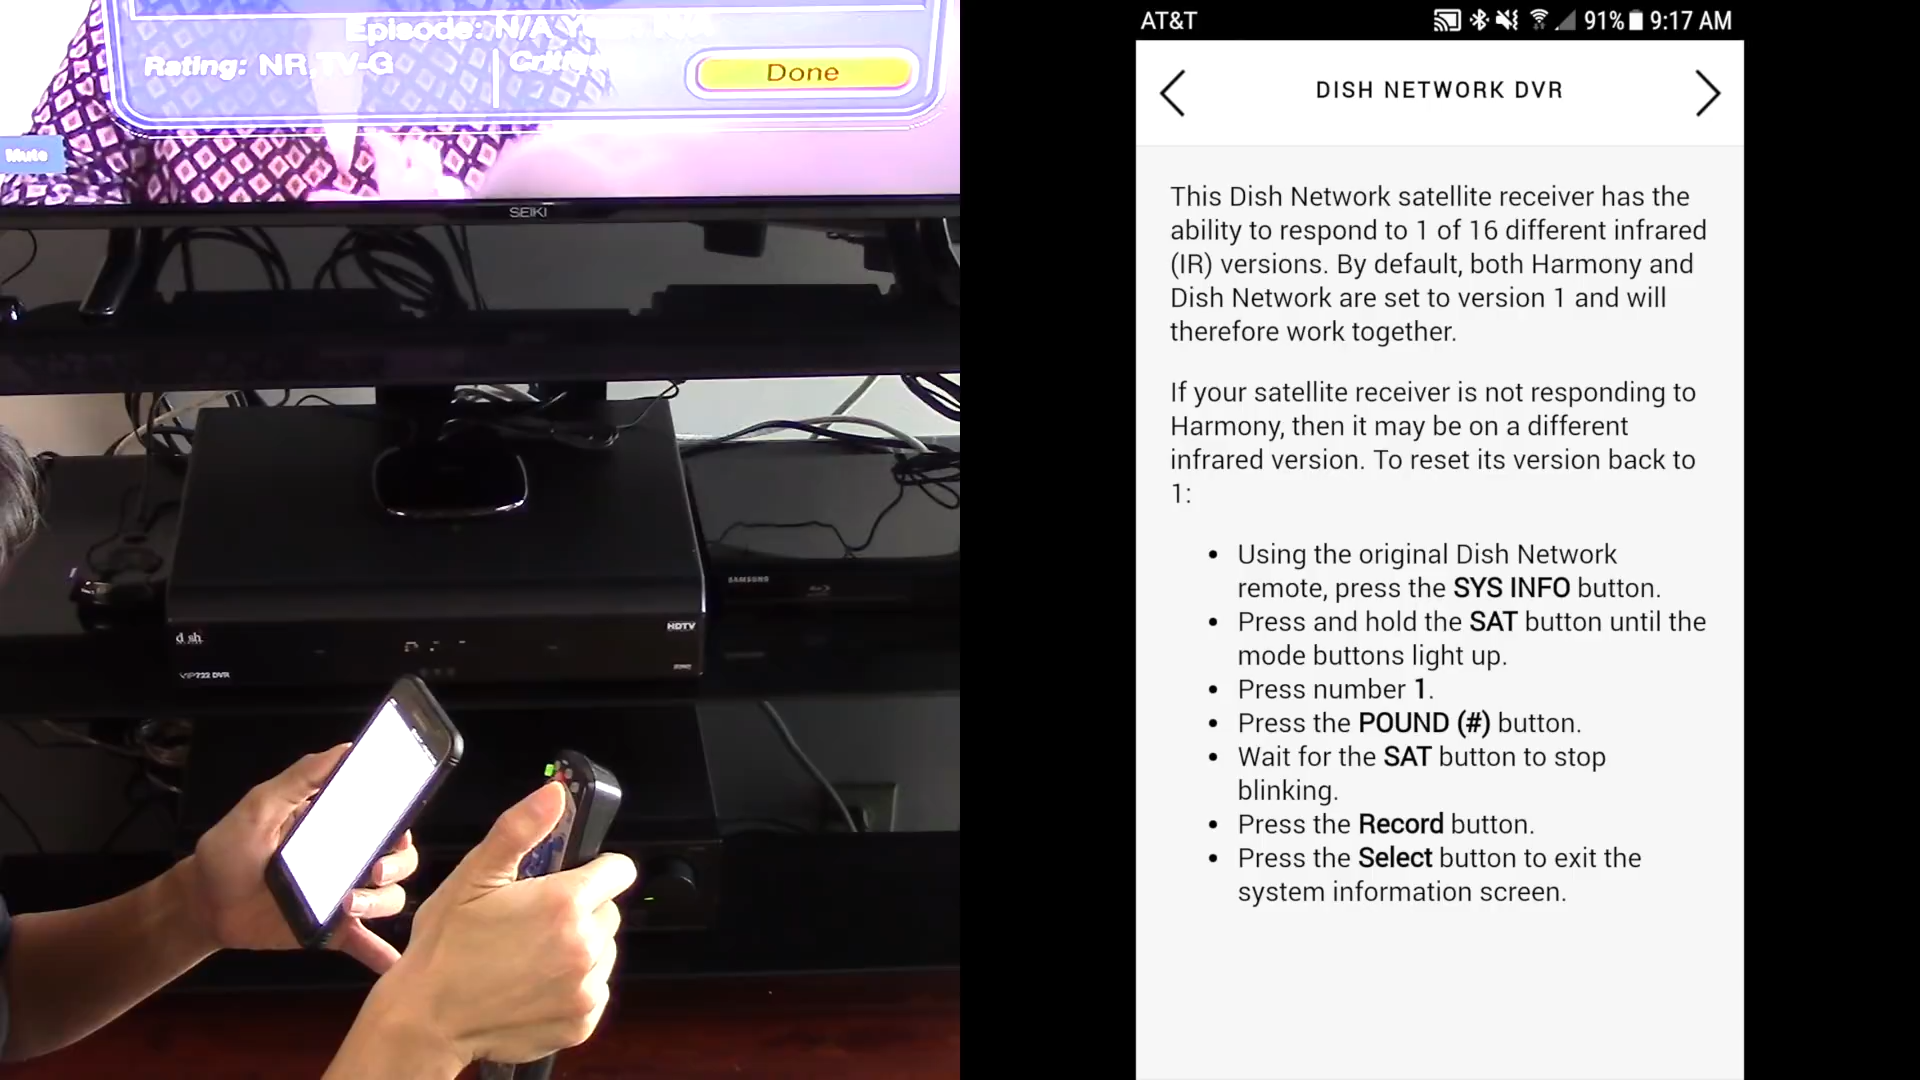 Episode: N/A
Rating: NR,TV-G
Done
Mute
SEIKI
SAMSUNG
HDTV
dish
ViP722 DVR
AT&T
91% 9:17 AM
DISH NETWORK DVR
This Dish Network satellite receiver has the
ability to respond to 1 of 16 different infrared
(IR) versions. By default, both Harmony and
Dish Network are set to version 1 and will
therefore work together.
If your satellite receiver is not responding to
Harmony, then it may be on a different
infrared version. To reset its version back to
1:
• Using the original Dish Network
remote, press the SYS INFO button.
• Press and hold the SAT button until the
mode buttons light up.
• Press number 1.
• Press the POUND (#) button.
• Wait for the SAT button to stop
blinking.
• Press the Record button.
• Press the Select button to exit the
system information screen.